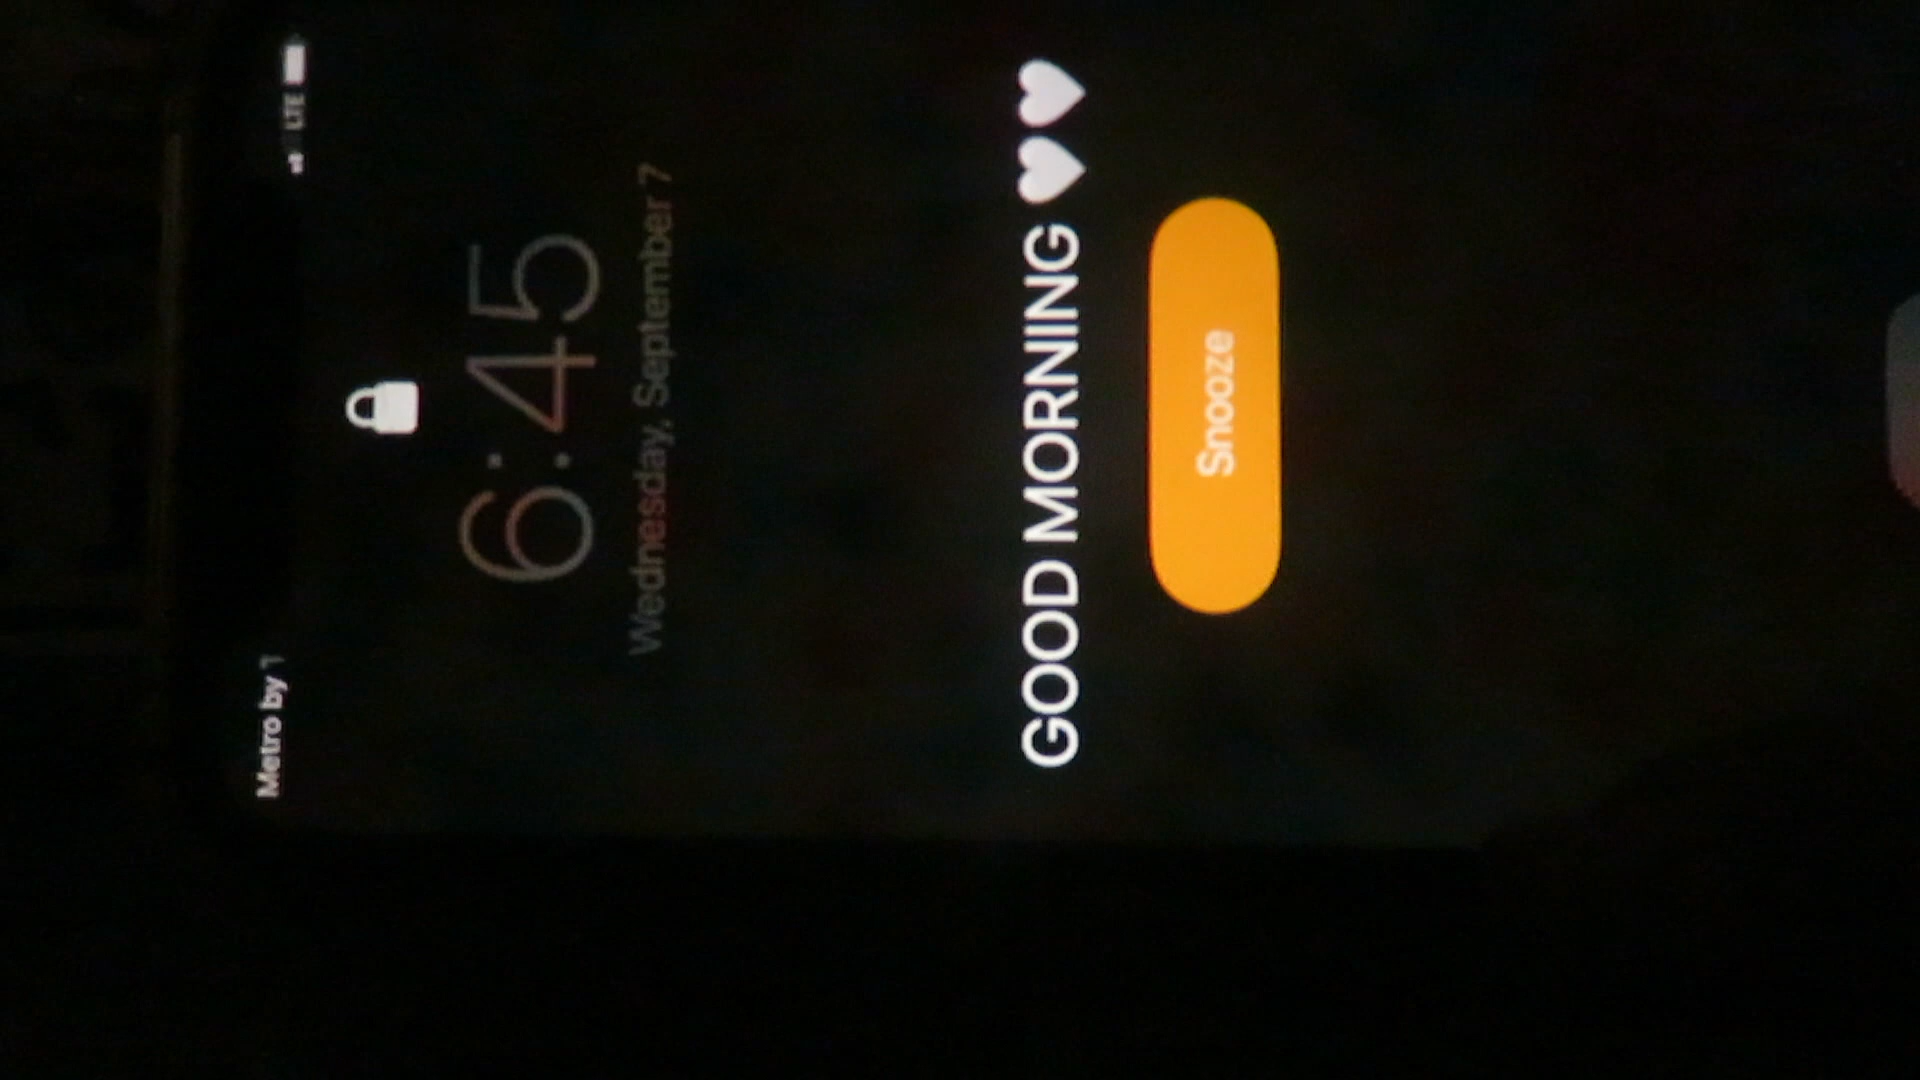 Metro by T
LTE
6:45
Wednesday, September 7
GOOD MORNING 🤍🤍
Snooze